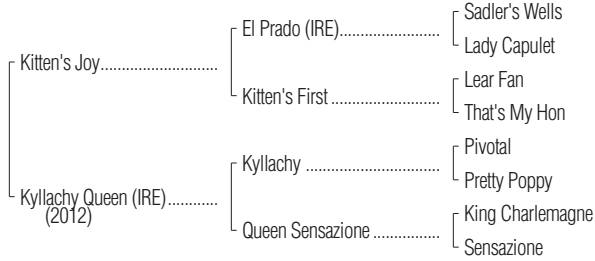 Sadler's Wells
El Prado (IRE)............................
Lady Capulet
Kitten's Joy................................
Lear Fan
Kitten's First ..............................
That's My Hon
Pivotal
Kyllachy .....................................
Pretty Poppy
Kyllachy Queen (IRE)..............
(2012)
King Charlemagne
Queen Sensazione ...................
Sensazione